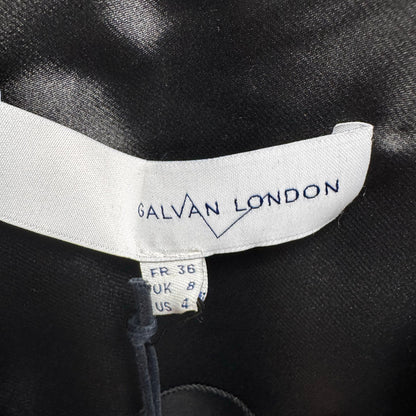 GALVAN LONDON
FR 36
UK 8
US 4